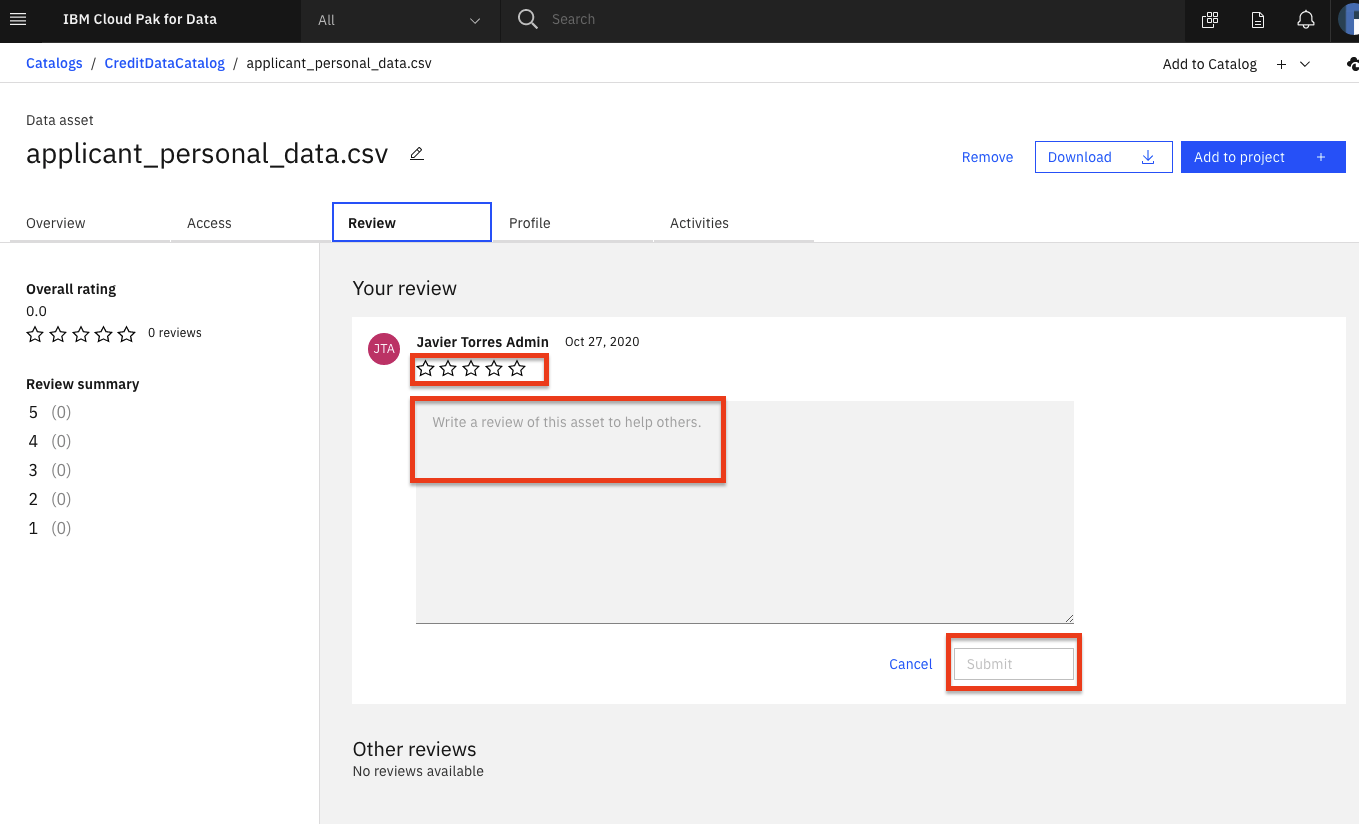 IBM Cloud Pak for Data All Search
Catalogs / CreditDataCatalog / applicant_personal_data.csv Add to Catalog +
Data asset
applicant_personal_data.csv
Remove Download Add to project +
Overview Access Review Profile Activities
Overall rating
0.0
0 reviews
Review summary
5 (0)
4 (0)
3 (0)
2 (0)
1 (0)
Your review
JTA Javier Torres Admin Oct 27, 2020
Write a review of this asset to help others.
Cancel Submit
Other reviews
No reviews available